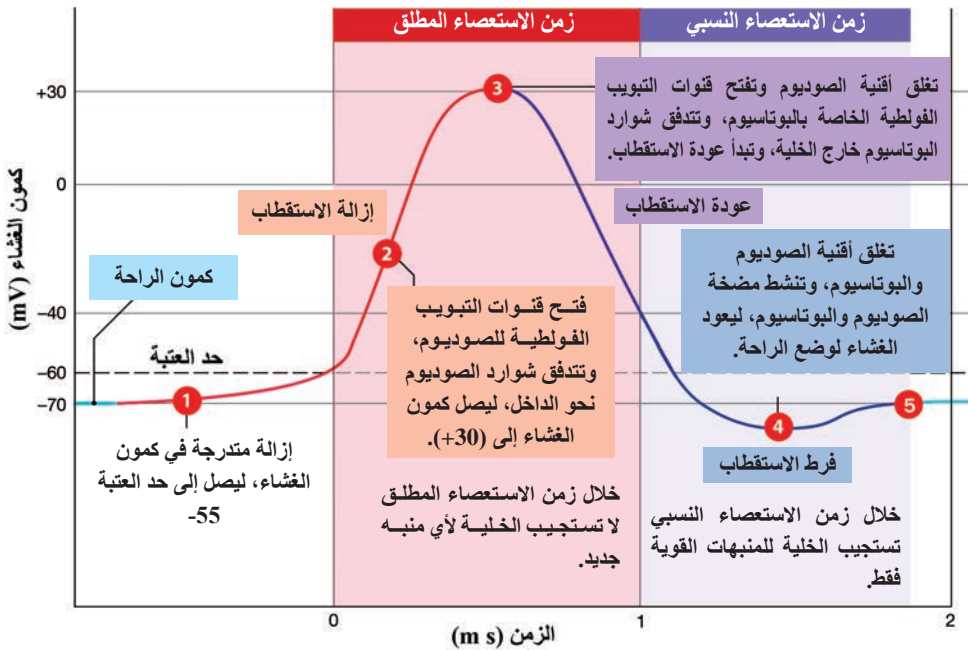 زمن الاستعصاء المطلق
زمن الاستعصاء النسبي
كمون الغشاء (mV)
+30
0
−40
−60
−70
3
تغلق أقنية الصوديوم وتفتح قنوات التبويب
الفولطية الخاصة بالبوتاسيوم، وتتدفق شوارد
البوتاسيوم خارج الخلية، وتبدأ عودة الاستقطاب.
إزالة الاستقطاب
عودة الاستقطاب
2
تغلق أقنية الصوديوم
والبوتاسيوم، وتنشط مضخة
الصوديوم والبوتاسيوم، ليعود
الغشاء لوضع الراحة.
كمون الراحة
فتح قنوات التبويب
الفولطية للصوديوم،
وتتدفق شوارد الصوديوم
نحو الداخل، ليصل كمون
الغشاء إلى (30+).
حد العتبة
1
5
4
إزالة متدرجة في كمون
الغشاء، ليصل إلى حد العتبة
-55
فرط الاستقطاب
خلال زمن الاستعصاء المطلق
لا تستجيب الخلية لأي منبه
جديد.
خلال زمن الاستعصاء النسبي
تستجيب الخلية للمنبهات القوية
فقط.
0
1
2
الزمن (m s)